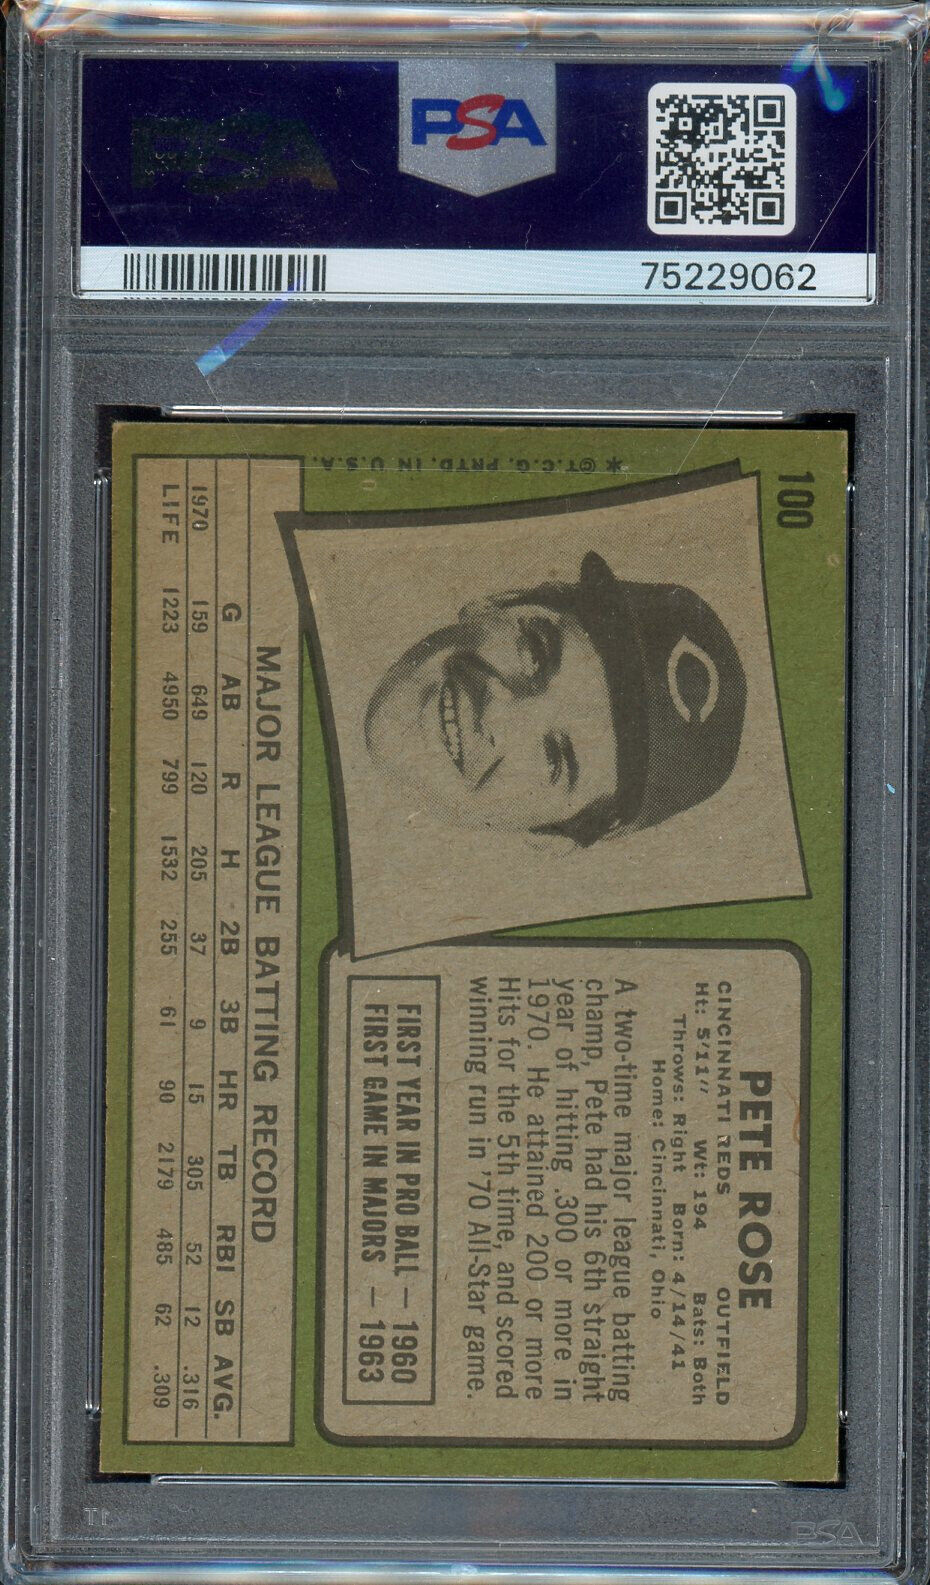 PSA
PSA
75229062
100
* © T.C.G. PRTD. IN U.S.A.
C
PETE ROSE
CINCINNATI REDS OUTFIELD
Ht: 5'11" Wt: 194 Bats: Both
Throws: Right Born: 4/14/41
Home: Cincinnati, Ohio
A two-time major league batting
champ, Pete had his 6th straight
year of hitting .300 or more in
1970. He attained 200 or more
Hits for the 5th time, and scored
winning run in '70 All-Star game.
FIRST YEAR IN PRO BALL — 1960
FIRST GAME IN MAJORS — 1963
MAJOR LEAGUE BATTING RECORD
G AB R H 2B 3B HR TB RBI SB AVG.
1970 159 649 120 205 37 9 15 305 52 12 .316
LIFE 1223 4950 799 1532 255 61 90 2179 485 62 .309
PSA